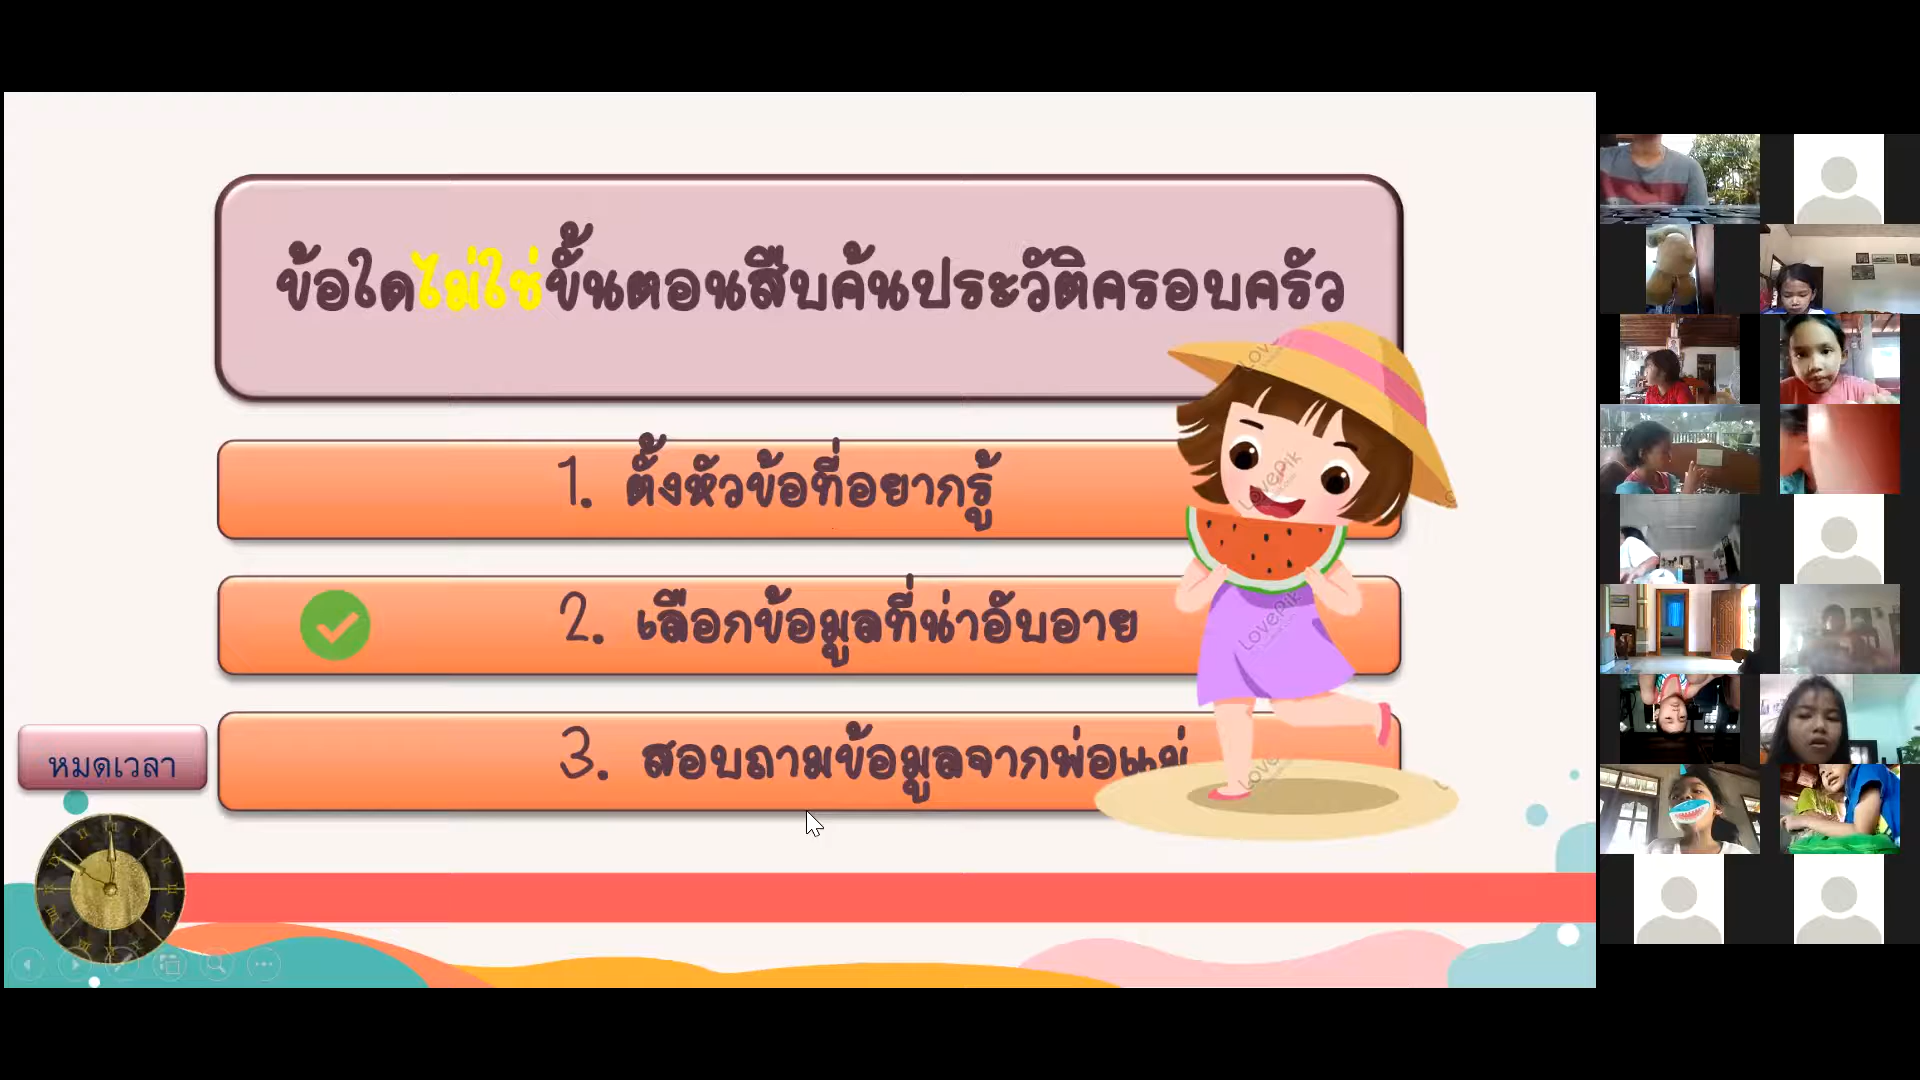 ข้อใดไม่ใช่ขั้นตอนสืบค้นประวัติครอบครัว
1. ตั้งหัวข้อที่อยากรู้
2. เลือกข้อมูลที่น่าอับอาย
3. สอบถามข้อมูลจากพ่อแม่
หมดเวลา
LovePik
LovePik